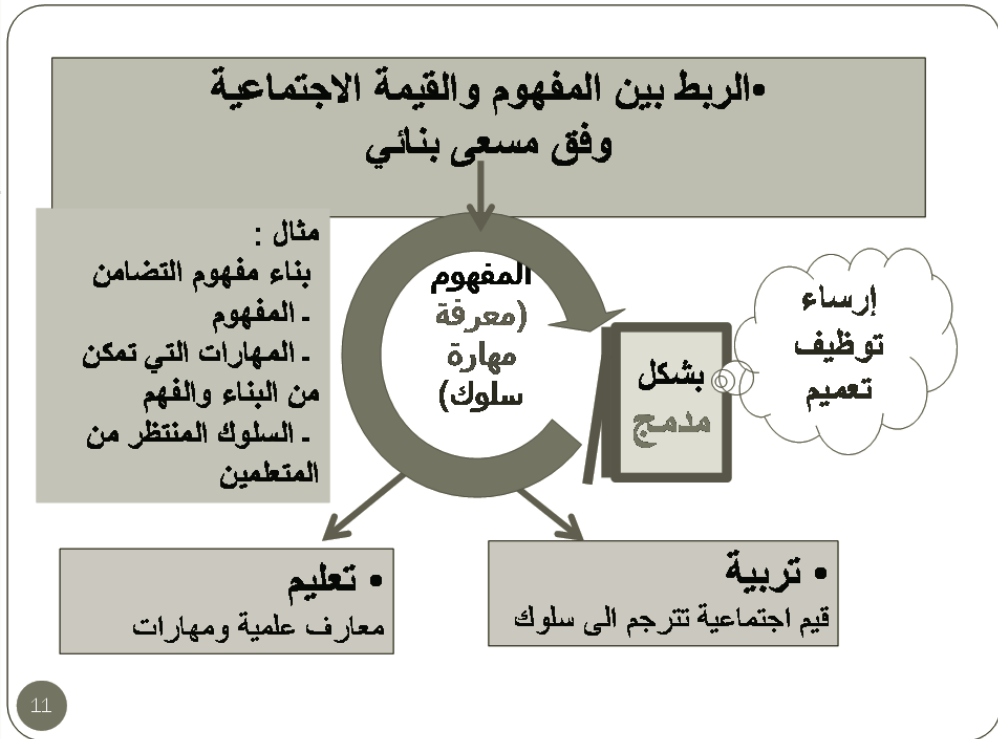 •الربط بين المفهوم والقيمة الاجتماعية
وفق مسعى بنائي
مثال :
بناء مفهوم التضامن
ـ المفهوم
ـ المهارات التي تمكن
من البناء والفهم
ـ السلوك المنتظر من
المتعلمين
المفهوم
(معرفة
مهارة
سلوك)
بشكل
مدمج
إرساء
توظيف
تعميم
• تربية
قيم اجتماعية تترجم الى سلوك
• تعليم
معارف علمية ومهارات
11